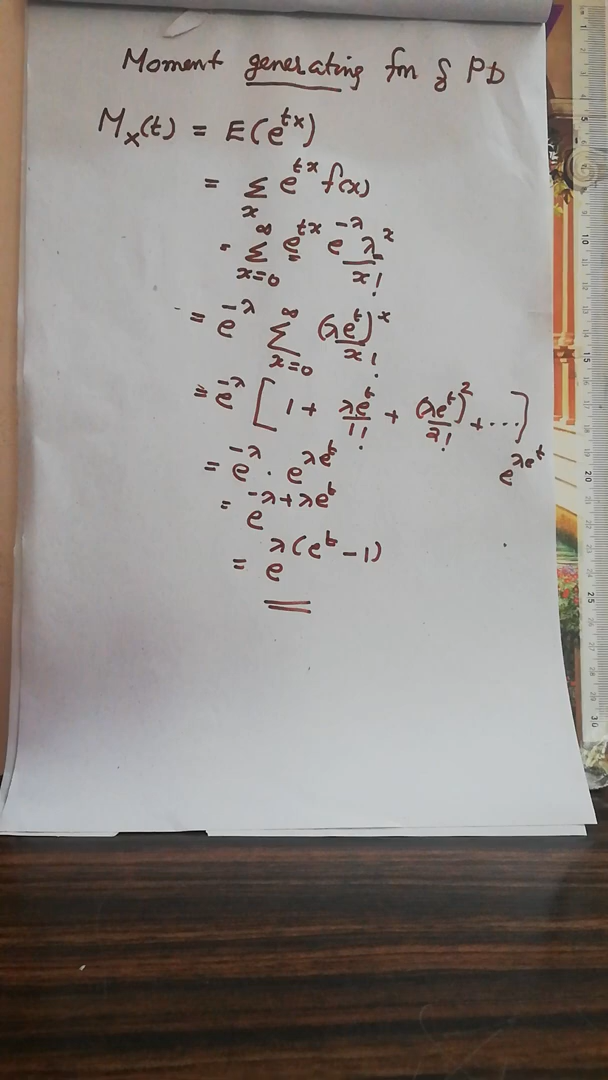 Moment generating fn of PD
Mx(t) = E(e^tx)
= Σ_x e^tx f(x)
= Σ_{x=0}^∞ e^tx e^-λ λ^x / x!
= e^-λ Σ_{x=0}^∞ (λe^t)^x / x!
= e^-λ [ 1 + λe^t / 1! + (λe^t)^2 / 2! + ... ]
e^λe^t
= e^-λ . e^λe^t
= e^-λ+λe^t
= e^λ(e^t - 1)